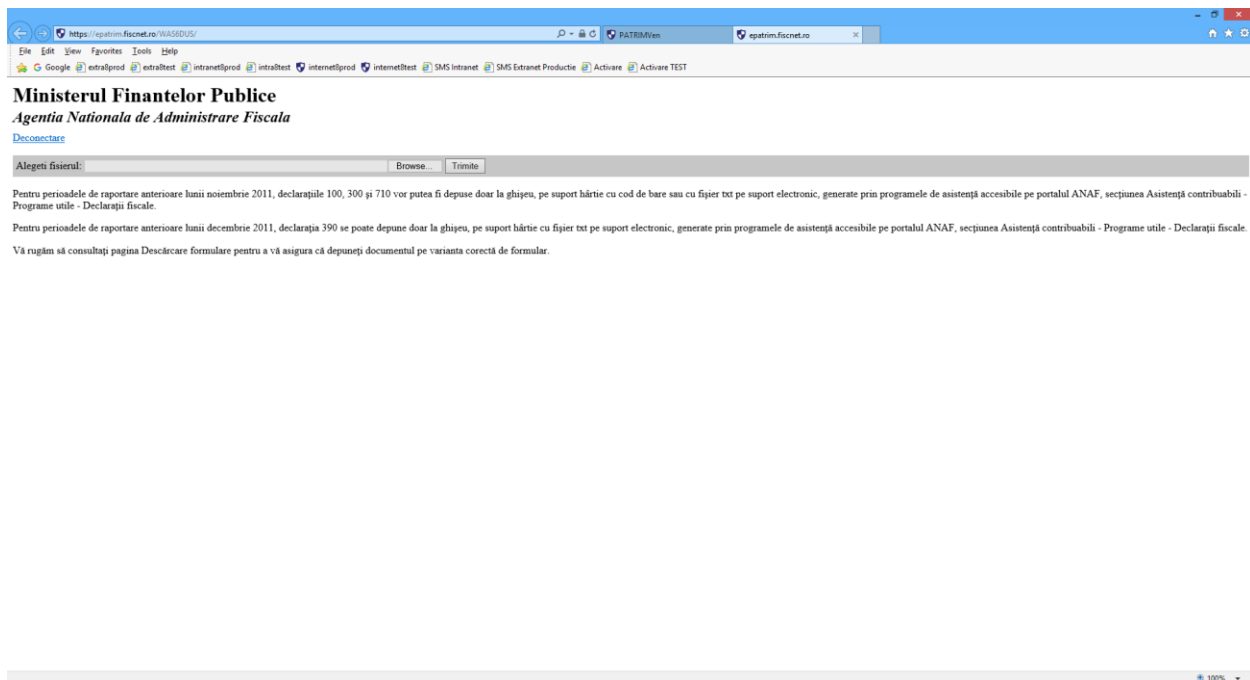 https://epatrim.fiscnet.ro/WAS6DUS/
PATRIMVen
epatrim.fiscnet.ro
File Edit View Favorites Tools Help
Google extra8prod extra8test intranet8prod intra8test internet8prod internet8test SMS Intranet SMS Extranet Productie Activare Activare TEST
Ministerul Finantelor Publice
Agentia Nationala de Administrare Fiscala
Deconectare
Alegeti fisierul: Browse... Trimite
Pentru perioadele de raportare anterioare lunii noiembrie 2011, declarațiile 100, 300 și 710 vor putea fi depuse doar la ghișeu, pe suport hârtie cu cod de bare sau cu fișier txt pe suport electronic, generate prin programele de asistență accesibile pe portalul ANAF, secțiunea Asistență contribuabili -
Programe utile - Declarații fiscale.
Pentru perioadele de raportare anterioare lunii decembrie 2011, declarația 390 se poate depune doar la ghișeu, pe suport hârtie cu fișier txt pe suport electronic, generate prin programele de asistență accesibile pe portalul ANAF, secțiunea Asistență contribuabili - Programe utile - Declarații fiscale.
Vă rugăm să consultați pagina Descărcare formulare pentru a vă asigura că depuneți documentul pe varianta corectă de formular.
100%